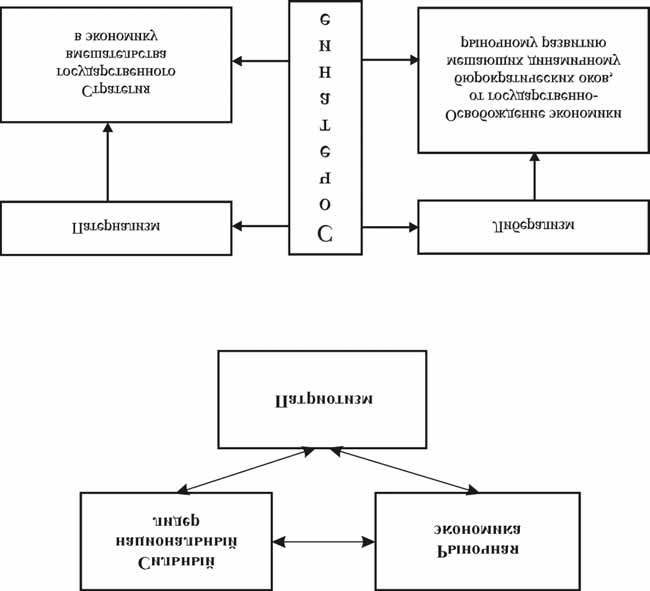 Сильный
национальный
лидер
Рыночная
экономика
Патриотизм
Патернализм
Сочетание
Либерализм
Стратегия
государственного
вмешательства
в экономику
Освобождение экономики
от государственно-
бюрократических оков,
мешающих динамичному
рыночному развитию